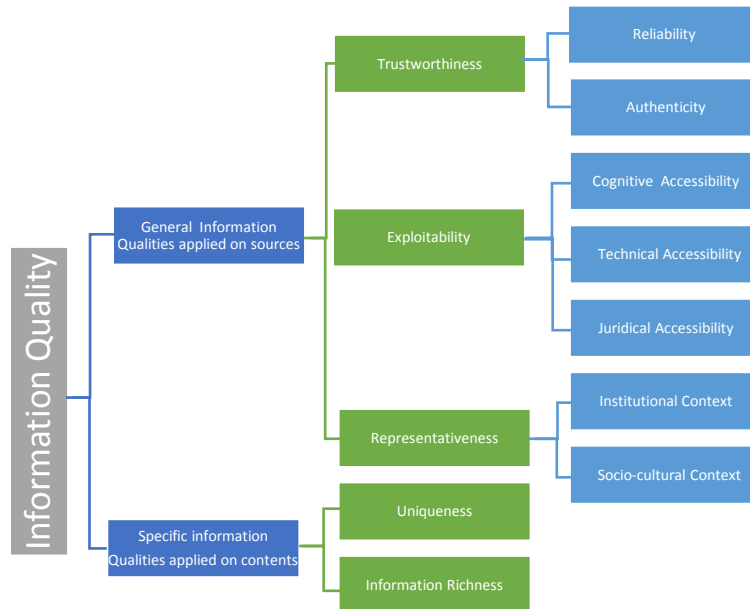 Information Quality
General Information
Qualities applied on sources
Trustworthiness
Reliability
Authenticity
Exploitability
Cognitive Accessibility
Technical Accessibility
Juridical Accessibility
Representativeness
Institutional Context
Socio-cultural Context
Specific information
Qualities applied on contents
Uniqueness
Information Richness